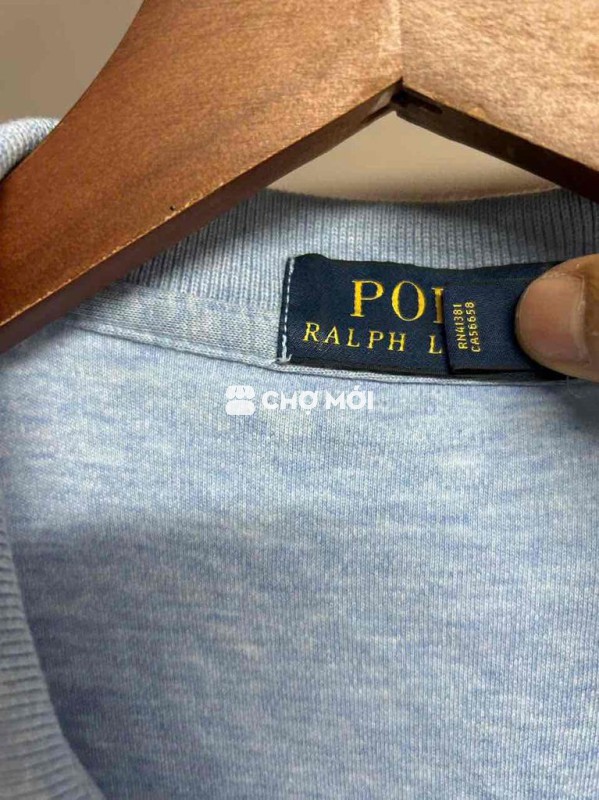 POL
RALPH L
RN41381
CA56658
CHỢ MỚI